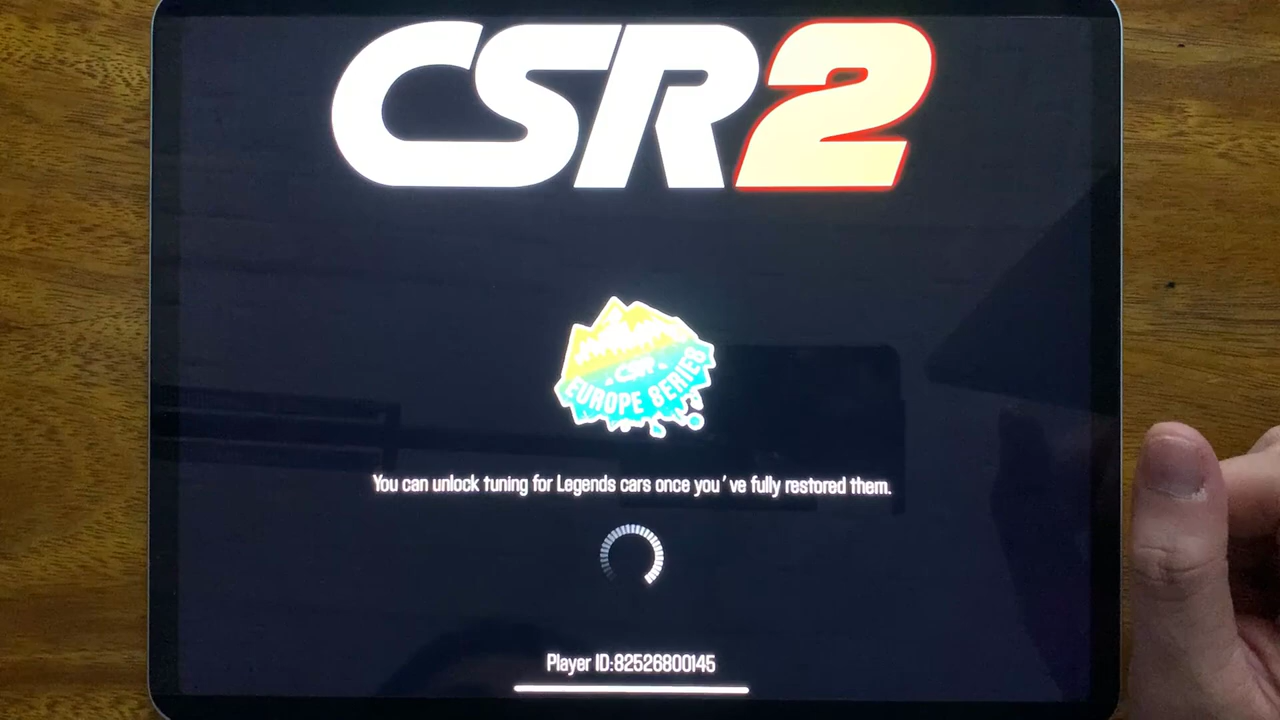 CSR2
CSR
EUROPE SERIES
You can unlock tuning for Legends cars once you've fully restored them.
Player ID:82526800145